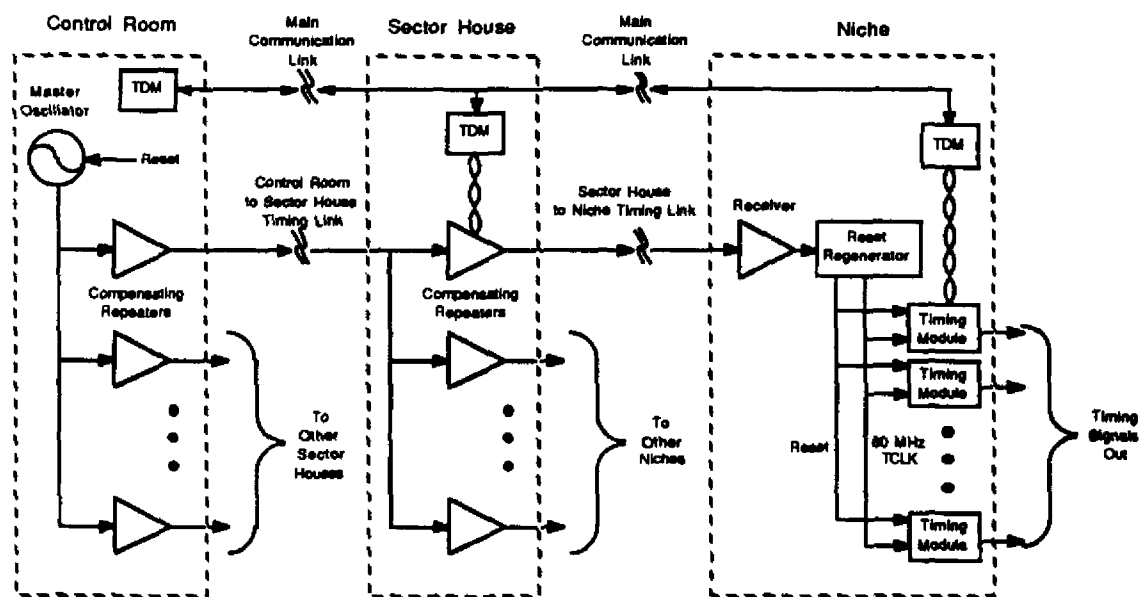 Control Room
Main
Communication
Link
Sector House
Main
Communication
Link
Niche
Master
Oscillator
TDM
TDM
TDM
Reset
Control Room
to Sector House
Timing Link
Sector House
to Niche Timing Link
Receiver
Reset
Regenerator
Compensating
Repeaters
Compensating
Repeaters
Timing
Module
Timing
Module
To
Other
Sector
Houses
To
Other
Niches
Reset
60 MHz
TCLK
Timing
Signals
Out
Timing
Module